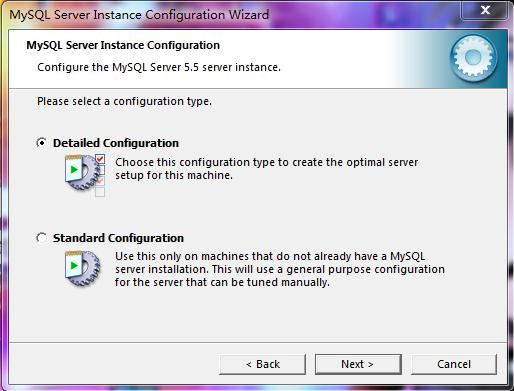 MySQL Server Instance Configuration Wizard
X
MySQL Server Instance Configuration
Configure the MySQL Server 5.5 server instance.
Please select a configuration type.
Detailed Configuration
Choose this configuration type to create the optimal server
setup for this machine.
Standard Configuration
Use this only on machines that do not already have a MySQL
server installation. This will use a general purpose configuration
for the server that can be tuned manually.
< Back
Next >
Cancel